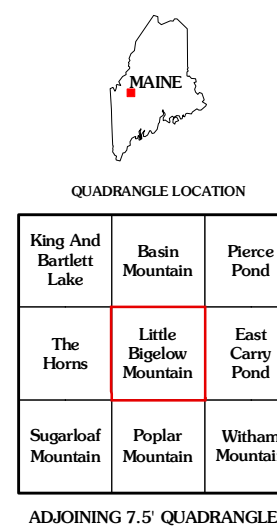 MAINE
QUADRANGLE LOCATION
King And
Bartlett
Lake
Basin
Mountain
Pierce
Pond
The
Horns
Little
Bigelow
Mountain
East
Carry
Pond
Sugarloaf
Mountain
Poplar
Mountain
Witham
Mountai
ADJOINING 7.5' QUADRANGLE